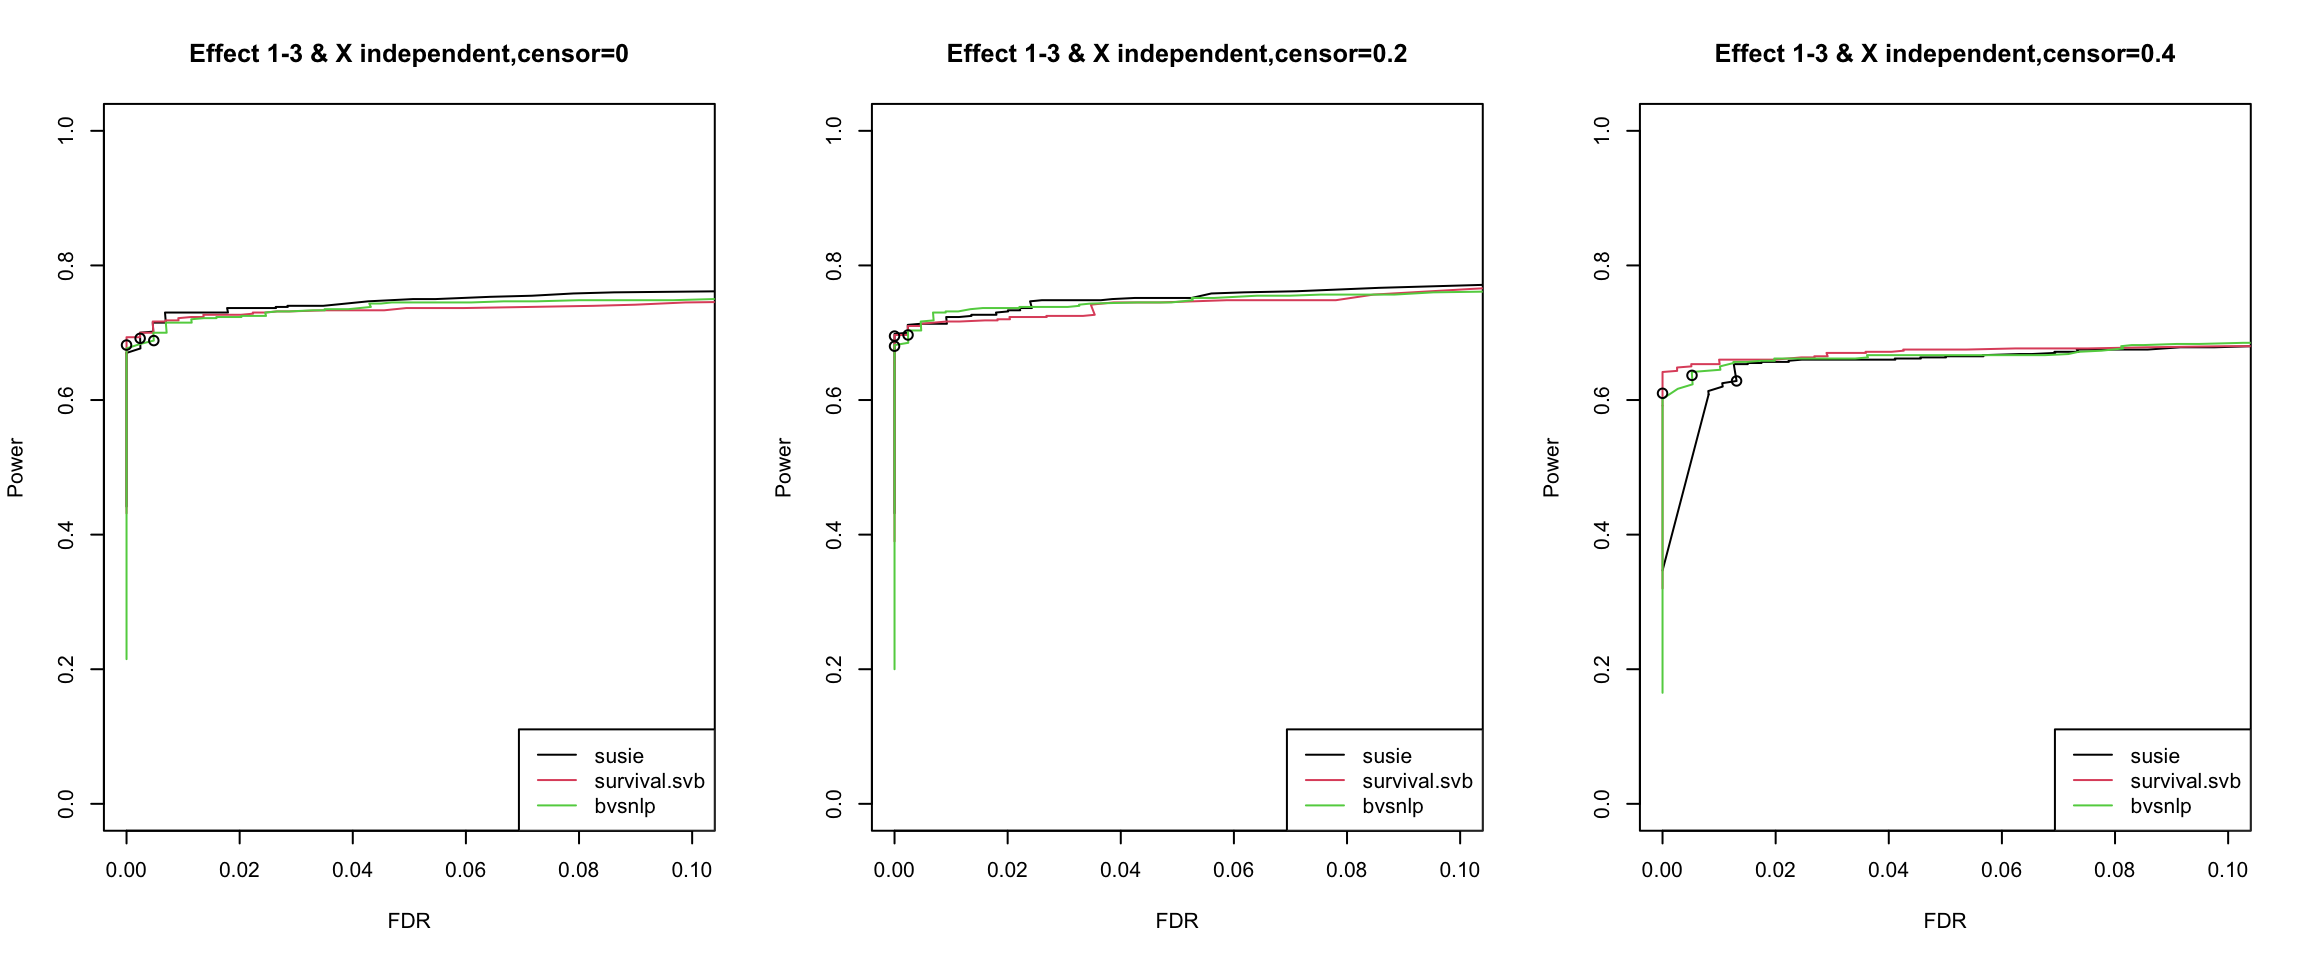 Effect 1-3 & X independent,censor=0
Power
1.0
0.8
0.6
0.4
0.2
0.0
susie
survival.svb
bvsnlp
0.00 0.02 0.04 0.06 0.08 0.10
FDR
Effect 1-3 & X independent,censor=0.2
Power
1.0
0.8
0.6
0.4
0.2
0.0
susie
survival.svb
bvsnlp
0.00 0.02 0.04 0.06 0.08 0.10
FDR
Effect 1-3 & X independent,censor=0.4
Power
1.0
0.8
0.6
0.4
0.2
0.0
susie
survival.svb
bvsnlp
0.00 0.02 0.04 0.06 0.08 0.10
FDR